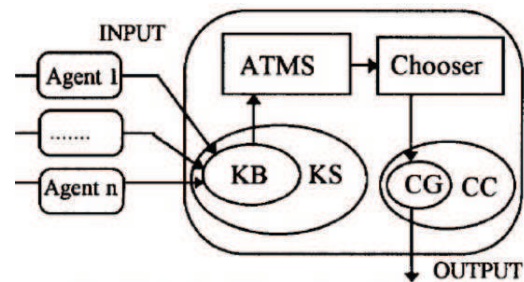 INPUT
Agent 1
.......
Agent n
ATMS
Chooser
KB
KS
CG
CC
OUTPUT